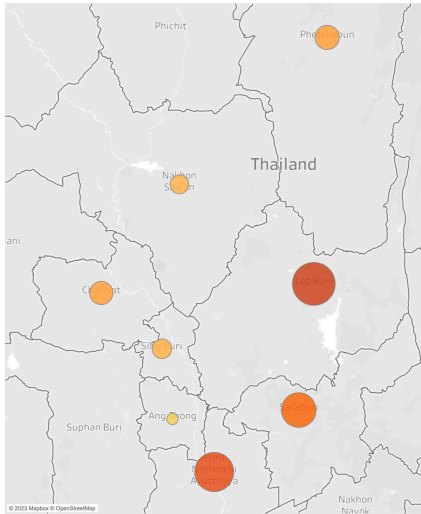 Phichit
Phetchabun
Thailand
Nakhon
Sawan
ani
Lop Buri
Chai Nat
Sing Buri
Saraburi
Ang Thong
Suphan Buri
Phra
Nakhon Si
Ayutthaya
Nakhon
Nayok
© 2023 Mapbox © OpenStreetMap